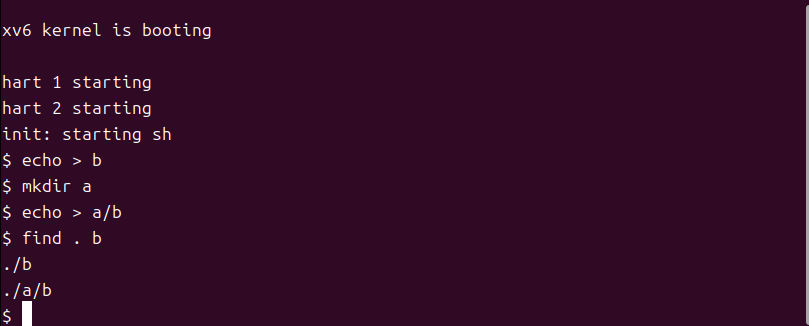 xv6 kernel is booting
hart 1 starting
hart 2 starting
init: starting sh
$ echo > b
$ mkdir a
$ echo > a/b
$ find . b
./b
./a/b
$